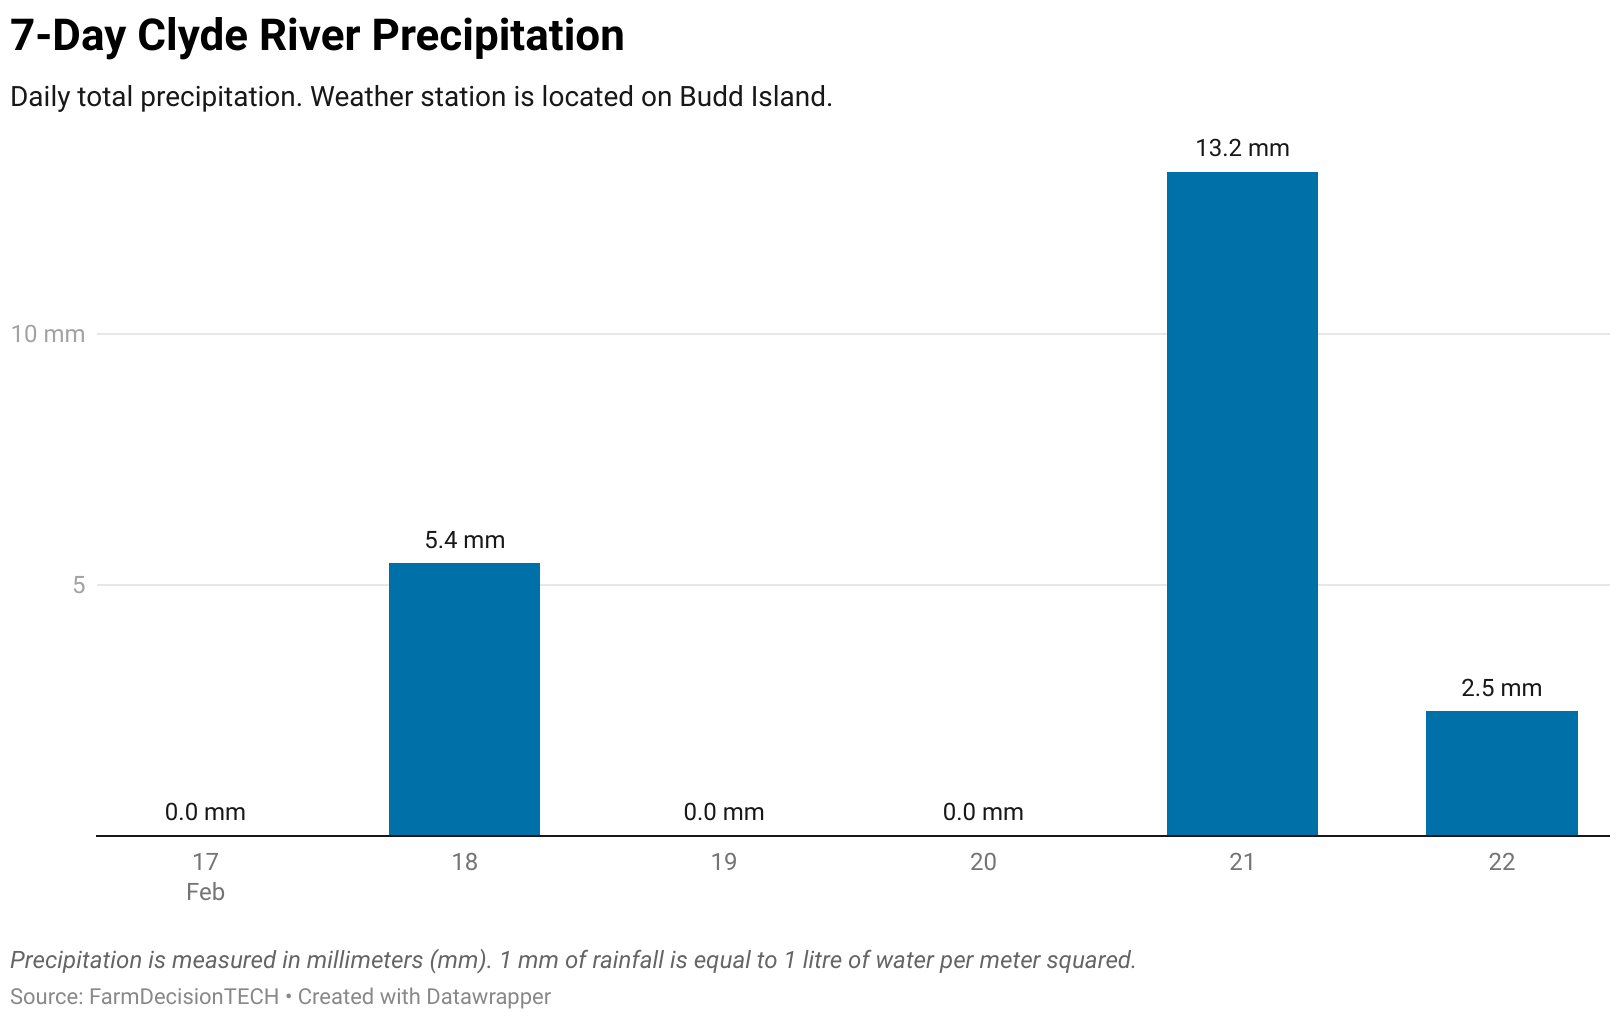 7-Day Clyde River Precipitation
Daily total precipitation. Weather station is located on Budd Island.
13.2 mm
10 mm
5.4 mm
5
2.5 mm
0.0 mm
0.0 mm
0.0 mm
17 18 19 20 21 22
Feb
Precipitation is measured in millimeters (mm). 1 mm of rainfall is equal to 1 litre of water per meter squared.
Source: FarmDecisionTECH • Created with Datawrapper